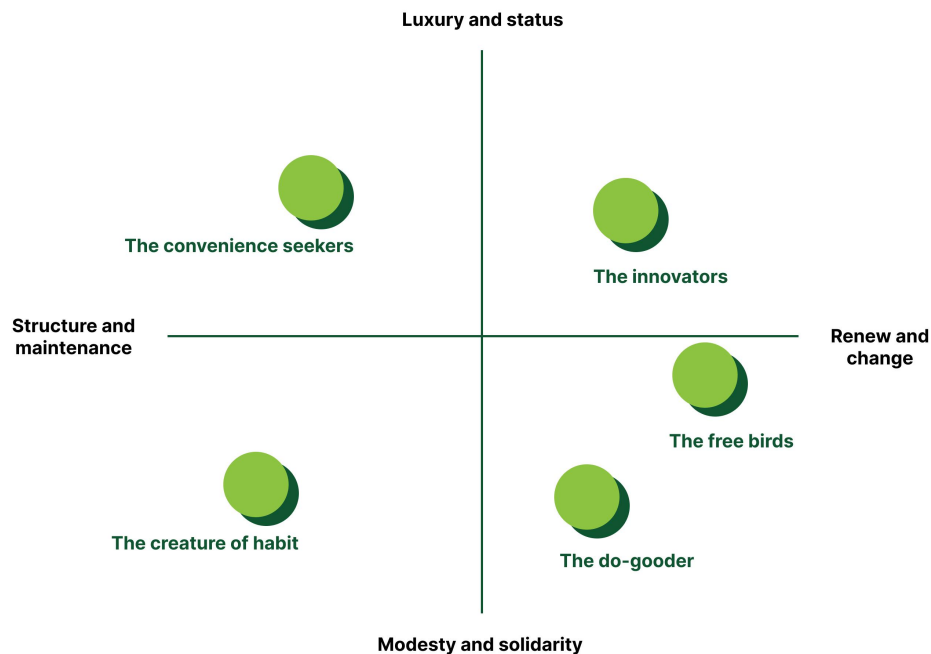 Luxury and status
The convenience seekers
The innovators
Structure and
maintenance
Renew and
change
The free birds
The creature of habit
The do-gooder
Modesty and solidarity